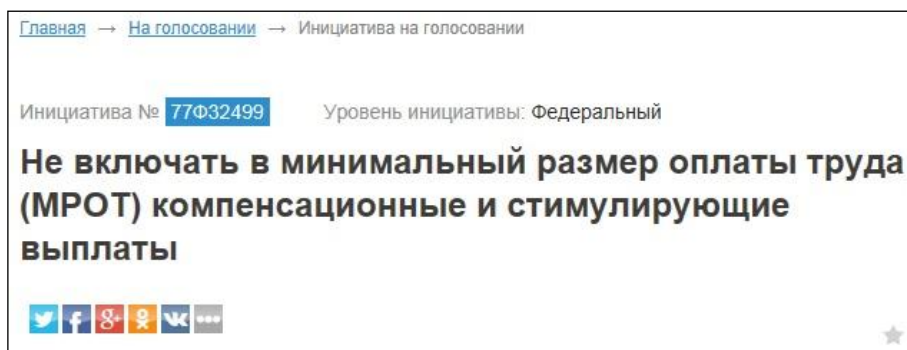 Главная → На голосовании → Инициатива на голосовании
Инициатива № 77Ф32499 Уровень инициативы: Федеральный
Не включать в минимальный размер оплаты труда
(МРОТ) компенсационные и стимулирующие
выплаты